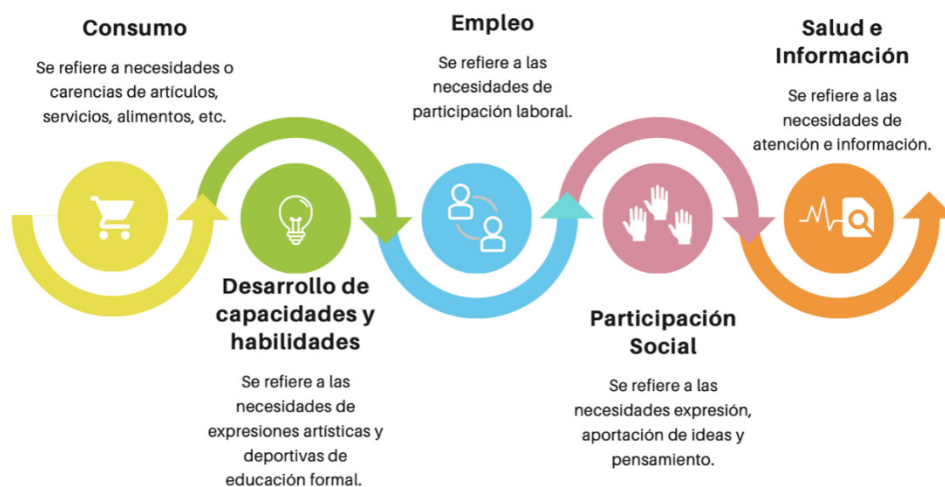 Consumo
Se refiere a necesidades o
carencias de artículos,
servicios, alimentos, etc.
Desarrollo de
capacidades y
habilidades
Se refiere a las
necesidades de
expresiones artísticas y
deportivas de
educación formal.
Empleo
Se refiere a las
necesidades de
participación laboral.
Participación
Social
Se refiere a las
necesidades expresión,
aportación de ideas y
pensamiento.
Salud e
Información
Se refiere a las
necesidades de
atención e información.